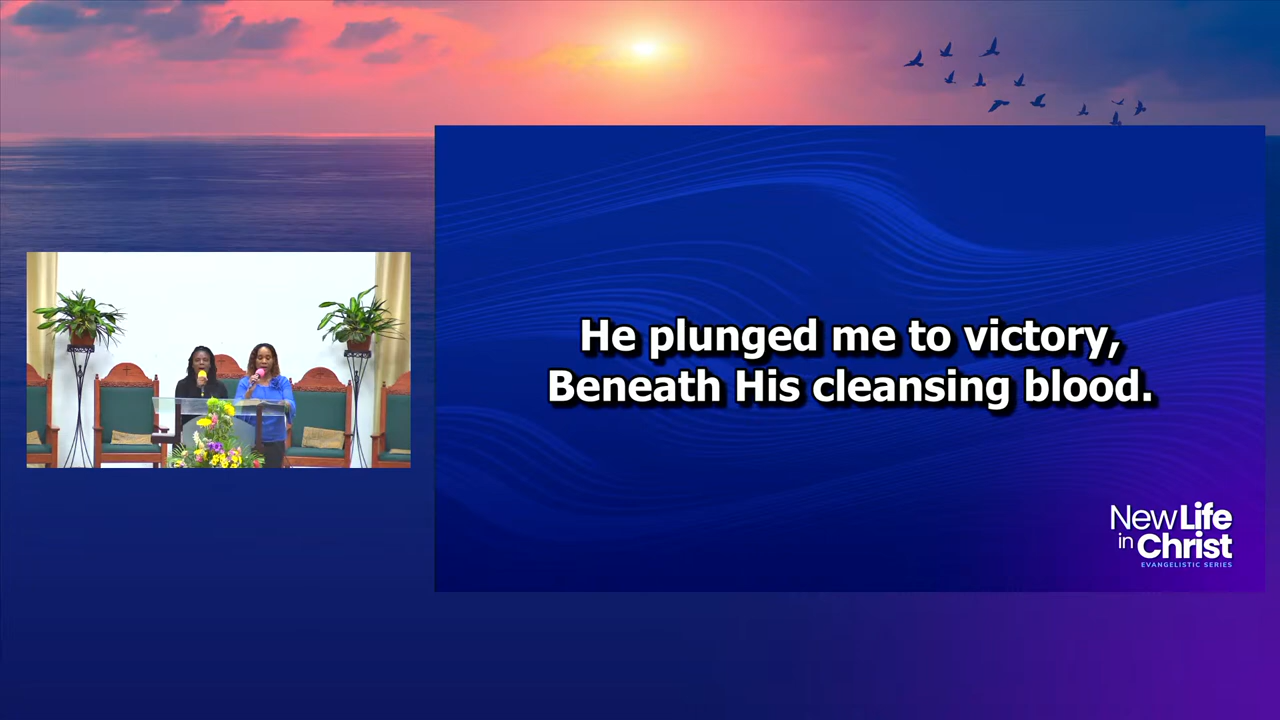 He plunged me to victory,
Beneath His cleansing blood.
New Life
in Christ
EVANGELISTIC SERIES